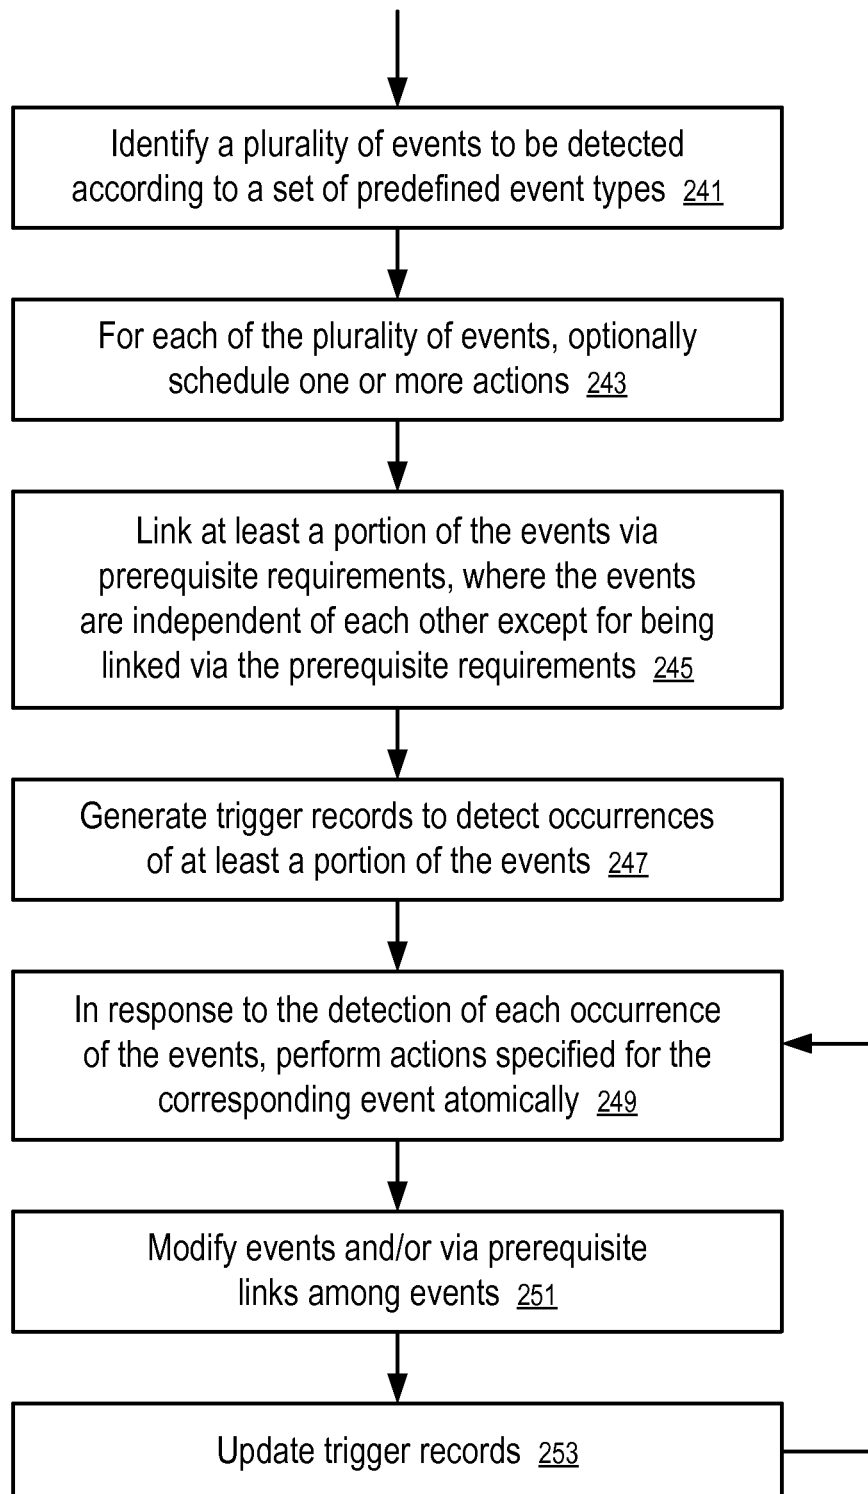 Identify a plurality of events to be detected
according to a set of predefined event types 241
For each of the plurality of events, optionally
schedule one or more actions 243
Link at least a portion of the events via
prerequisite requirements, where the events
are independent of each other except for being
linked via the prerequisite requirements 245
Generate trigger records to detect occurrences
of at least a portion of the events 247
In response to the detection of each occurrence
of the events, perform actions specified for the
corresponding event atomically 249
Modify events and/or via prerequisite
links among events 251
Update trigger records 253